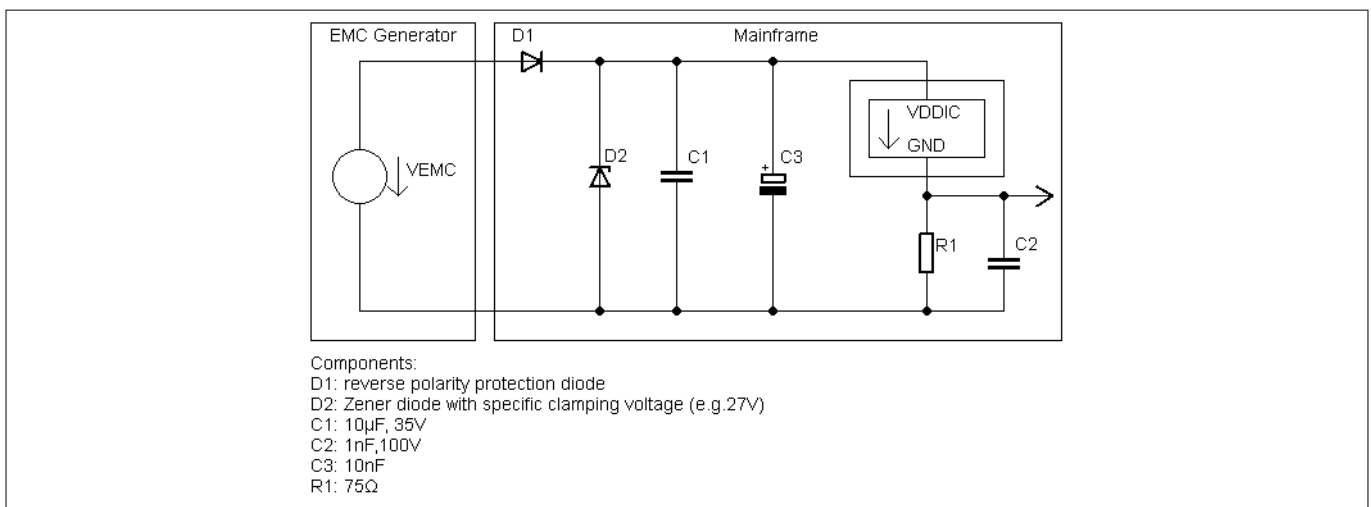 EMC Generator
D1
Mainframe
VDDIC
GND
VEMC
D2
C1
+
C3
R1
C2
Components:
D1: reverse polarity protection diode
D2: Zener diode with specific clamping voltage (e.g.27V)
C1: 10µF, 35V
C2: 1nF,100V
C3: 10nF
R1: 75Ω